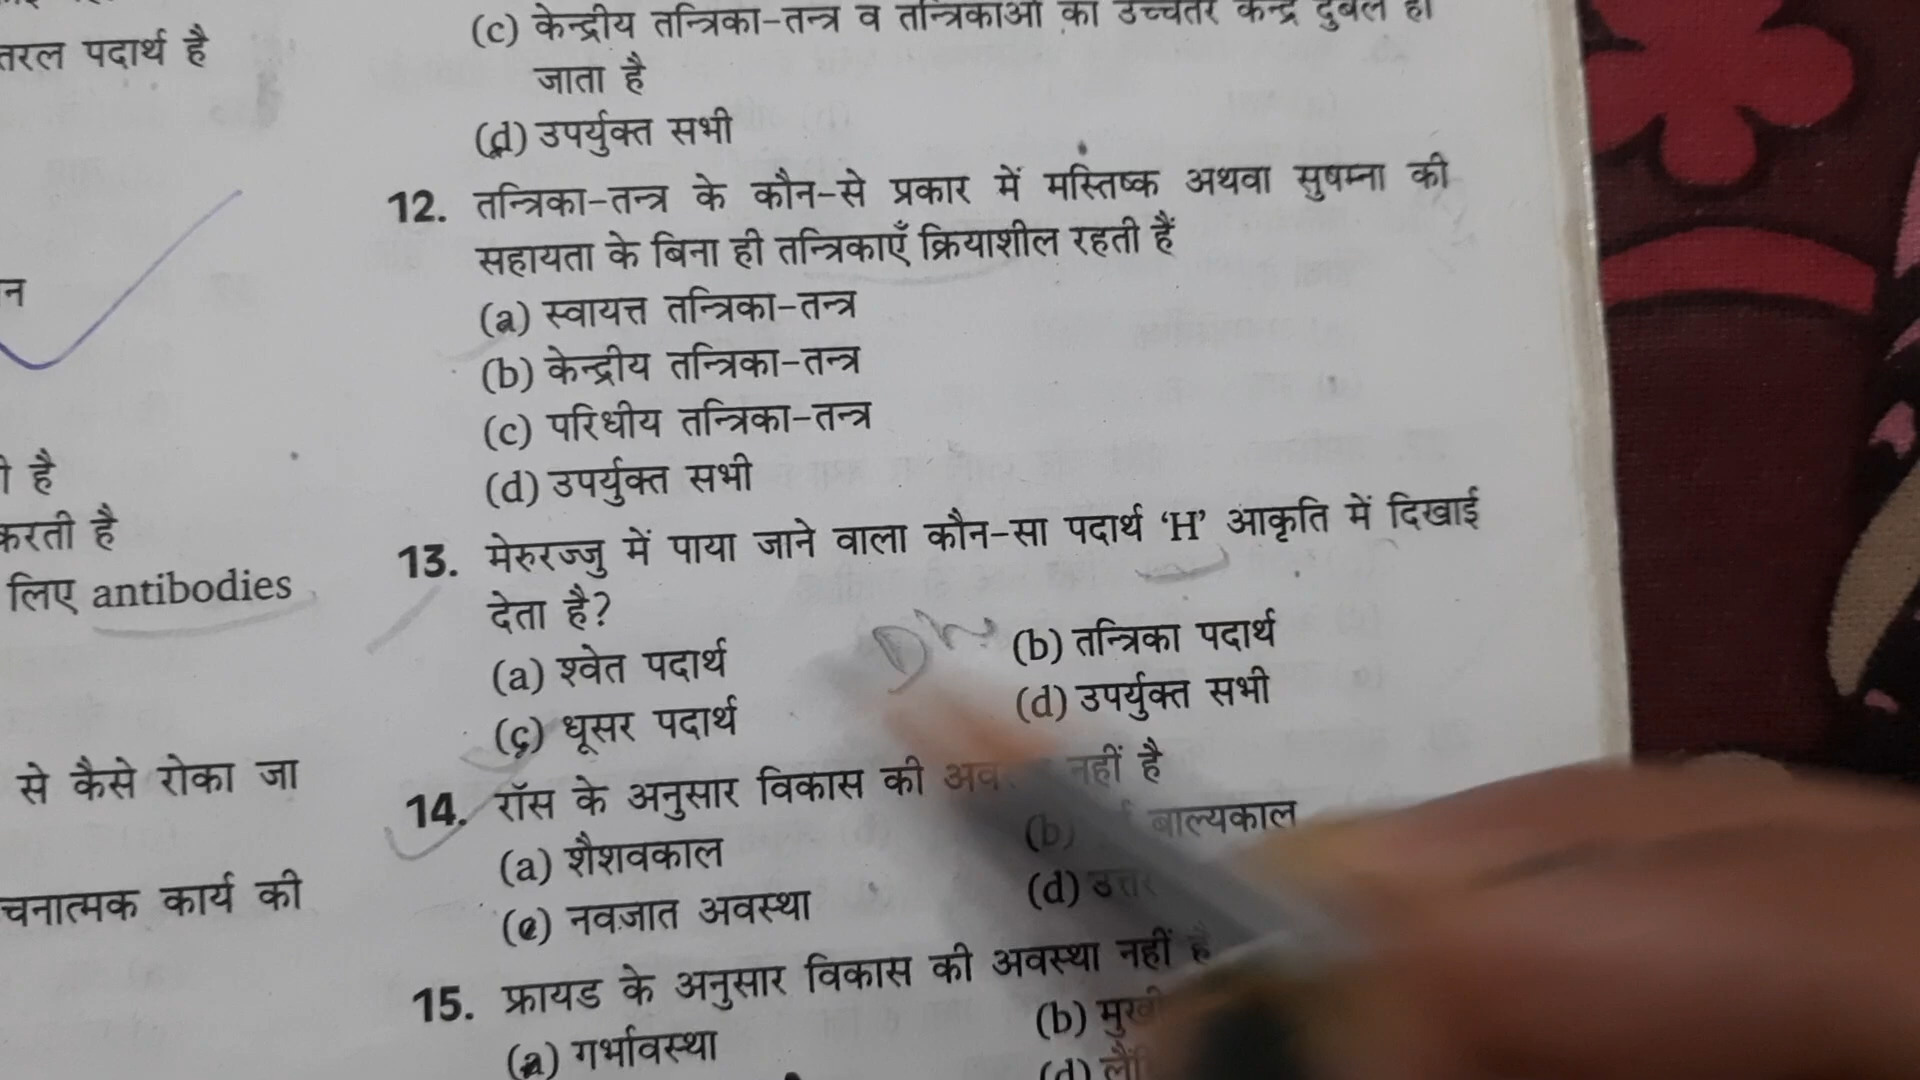 तरल पदार्थ है
न
ी है
करती है
लिए antibodies
से कैसे रोका जा
चनात्मक कार्य की
(c) केन्द्रीय तन्त्रिका-तन्त्र व तन्त्रिकाओं का उच्चतर केन्द्र दुर्बल हो
जाता है
(d) उपर्युक्त सभी
12. तन्त्रिका-तन्त्र के कौन-से प्रकार में मस्तिष्क अथवा सुषम्ना की
सहायता के बिना ही तन्त्रिकाएँ क्रियाशील रहती हैं
(a) स्वायत्त तन्त्रिका-तन्त्र
(b) केन्द्रीय तन्त्रिका-तन्त्र
(c) परिधीय तन्त्रिका-तन्त्र
(d) उपर्युक्त सभी
13. मेरुरज्जु में पाया जाने वाला कौन-सा पदार्थ ‘H’ आकृति में दिखाई
देता है?
(a) श्वेत पदार्थ (b) तन्त्रिका पदार्थ
(c) धूसर पदार्थ (d) उपर्युक्त सभी
14. रॉस के अनुसार विकास की नहीं है
(a) शैशवकाल (b) बाल्यकाल
(c) नवजात अवस्था (d)
15. फ्रायड के अनुसार विकास की अवस्था नहीं है
(a) गर्भावस्था (b)
(d)